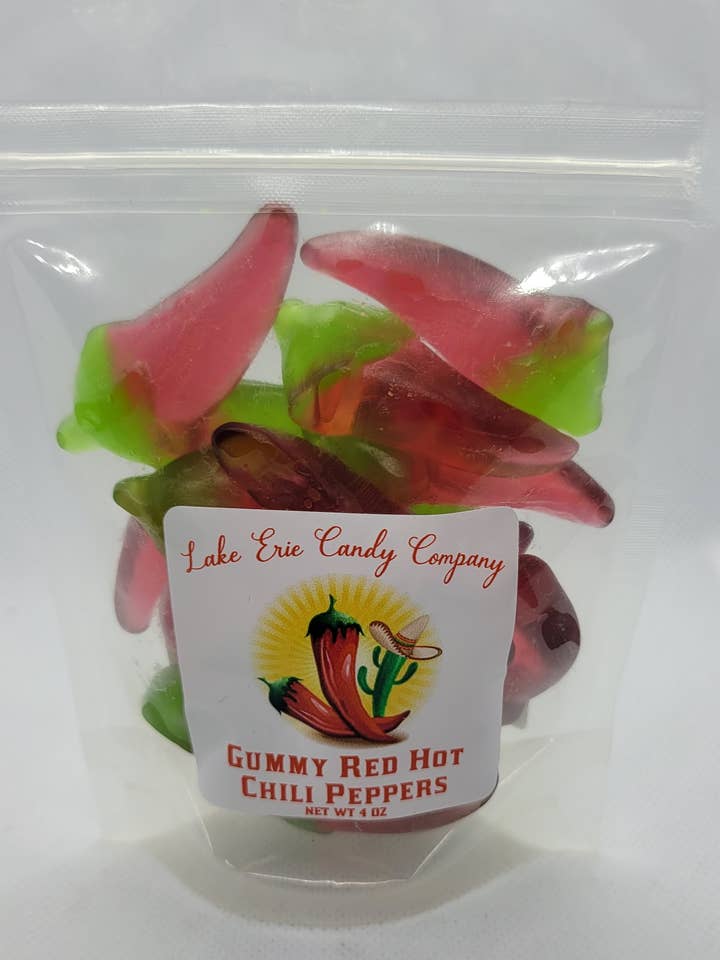 Lake Erie Candy Company
Gummy Red Hot
Chili Peppers
NET WT 4 OZ